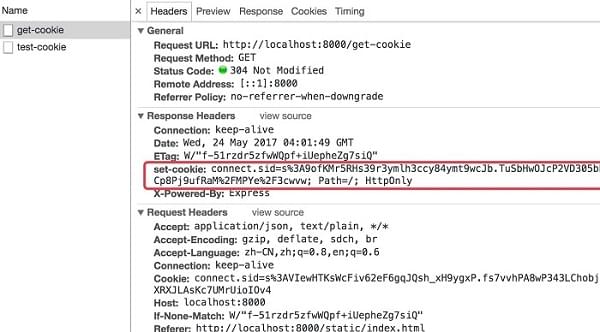 Name
get-cookie
test-cookie
Headers Preview Response Cookies Timing
General
Request URL: http://localhost:8000/get-cookie
Request Method: GET
Status Code: 304 Not Modified
Remote Address: [::1]:8000
Referrer Policy: no-referrer-when-downgrade
Response Headers view source
Connection: keep-alive
Date: Wed, 24 May 2017 04:01:49 GMT
ETag: W/"f-51rzdr5zfwWQpf+iUepheZg7siQ"
set-cookie: connect.sid=s%3A9ofKMr5RHs39r3ymlh3ccy84ymt9wcJb.TuSbHwOJcP2VD305bh
Cp8Pj9ufRaM%2FMPYe%2F3cwvw; Path=/; HttpOnly
X-Powered-By: Express
Request Headers view source
Accept: application/json, text/plain, */*
Accept-Encoding: gzip, deflate, sdch, br
Accept-Language: zh-CN,zh;q=0.8,en;q=0.6
Connection: keep-alive
Cookie: connect.sid=s%3AVIewHTKsWcFiv62eF6gqJQsh_xH9ygxP.fs7vvhPA8wP343LChobj
XRXJLAsKc7UMrUioIOv4
Host: localhost:8000
If-None-Match: W/"f-51rzdr5zfwWQpf+iUepheZg7siQ"
Referer: http://localhost:8000/static/index.html